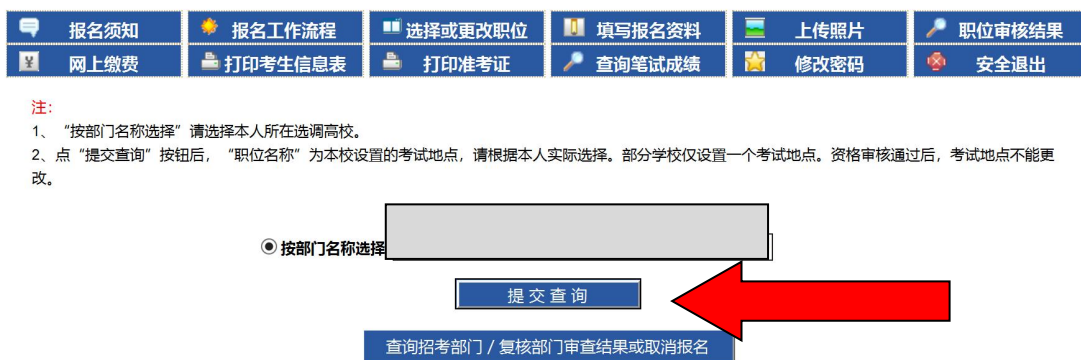 报名须知 报名工作流程 选择或更改职位 填写报名资料 上传照片 职位审核结果
网上缴费 打印考生信息表 打印准考证 查询笔试成绩 修改密码 安全退出
注：
1、“按部门名称选择”请选择本人所在选调高校。
2、点“提交查询”按钮后，“职位名称”为本校设置的考试地点，请根据本人实际选择。部分学校仅设置一个考试地点。资格审核通过后，考试地点不能更
改。
按部门名称选择
提 交 查 询
查询招考部门 / 复核部门审查结果或取消报名